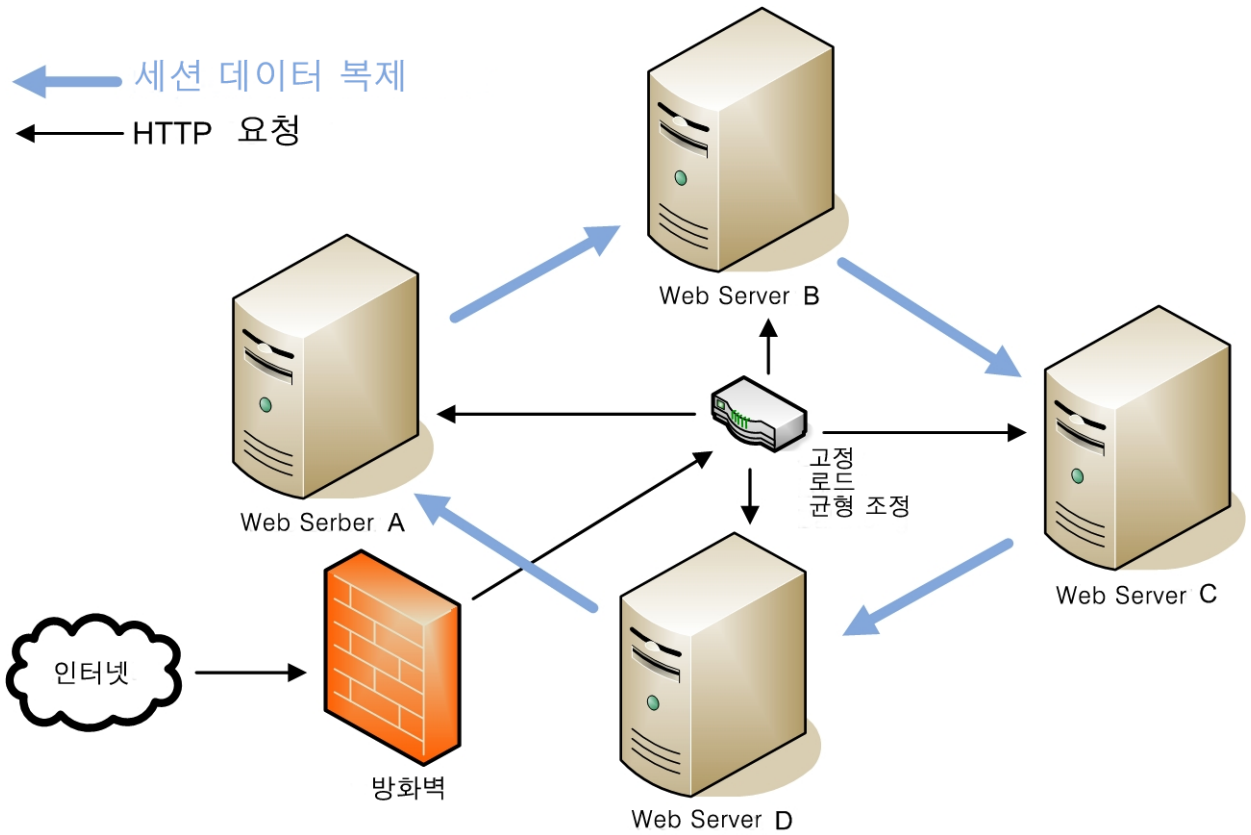 세션 데이터 복제
HTTP 요청
Web Server B
고정
로드
균형 조정
Web Serber A
Web Server C
인터넷
방화벽
Web Server D